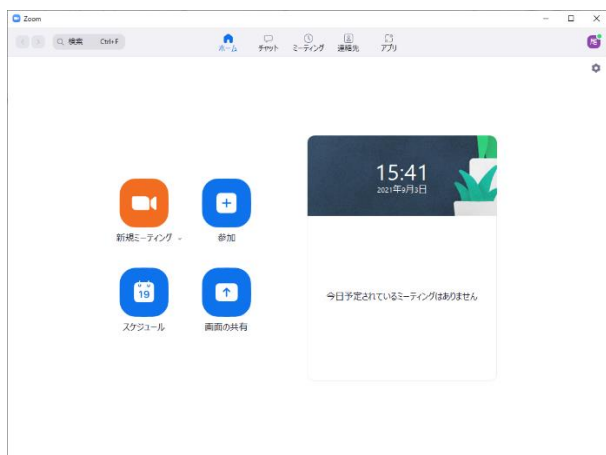 Zoom
検索 Ctrl+F
ホーム
チャット
ミーティング
連絡先
アプリ
15:41
2021年9月3日
新規ミーティング
参加
19
スケジュール
画面の共有
今日予定されているミーティングはありません